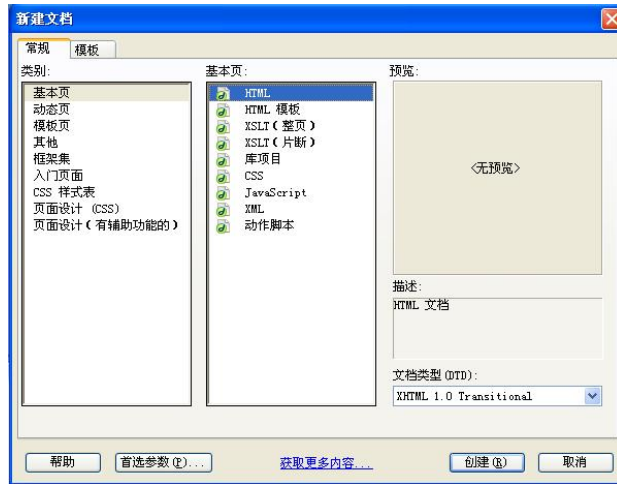 新建文档
常规 模板
类别:
基本页
动态页
模板页
其他
框架集
入门页面
CSS 样式表
页面设计 (CSS)
页面设计(有辅助功能的)
基本页:
HTML
HTML 模板
XSLT(整页)
XSLT(片断)
库项目
CSS
JavaScript
XML
动作脚本
预览:
<无预览>
描述:
HTML 文档
文档类型(DTD):
XHTML 1.0 Transitional
帮助 首选参数(P)... 获取更多内容... 创建(R) 取消